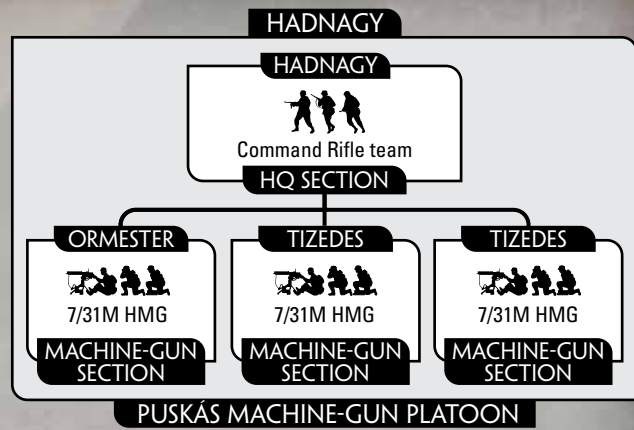 HADNAGY
HADNAGY
Command Rifle team
HQ SECTION
ORMESTER
7/31M HMG
MACHINE-GUN
SECTION
TIZEDES
7/31M HMG
MACHINE-GUN
SECTION
TIZEDES
7/31M HMG
MACHINE-GUN
SECTION
PUSKÁS MACHINE-GUN PLATOON